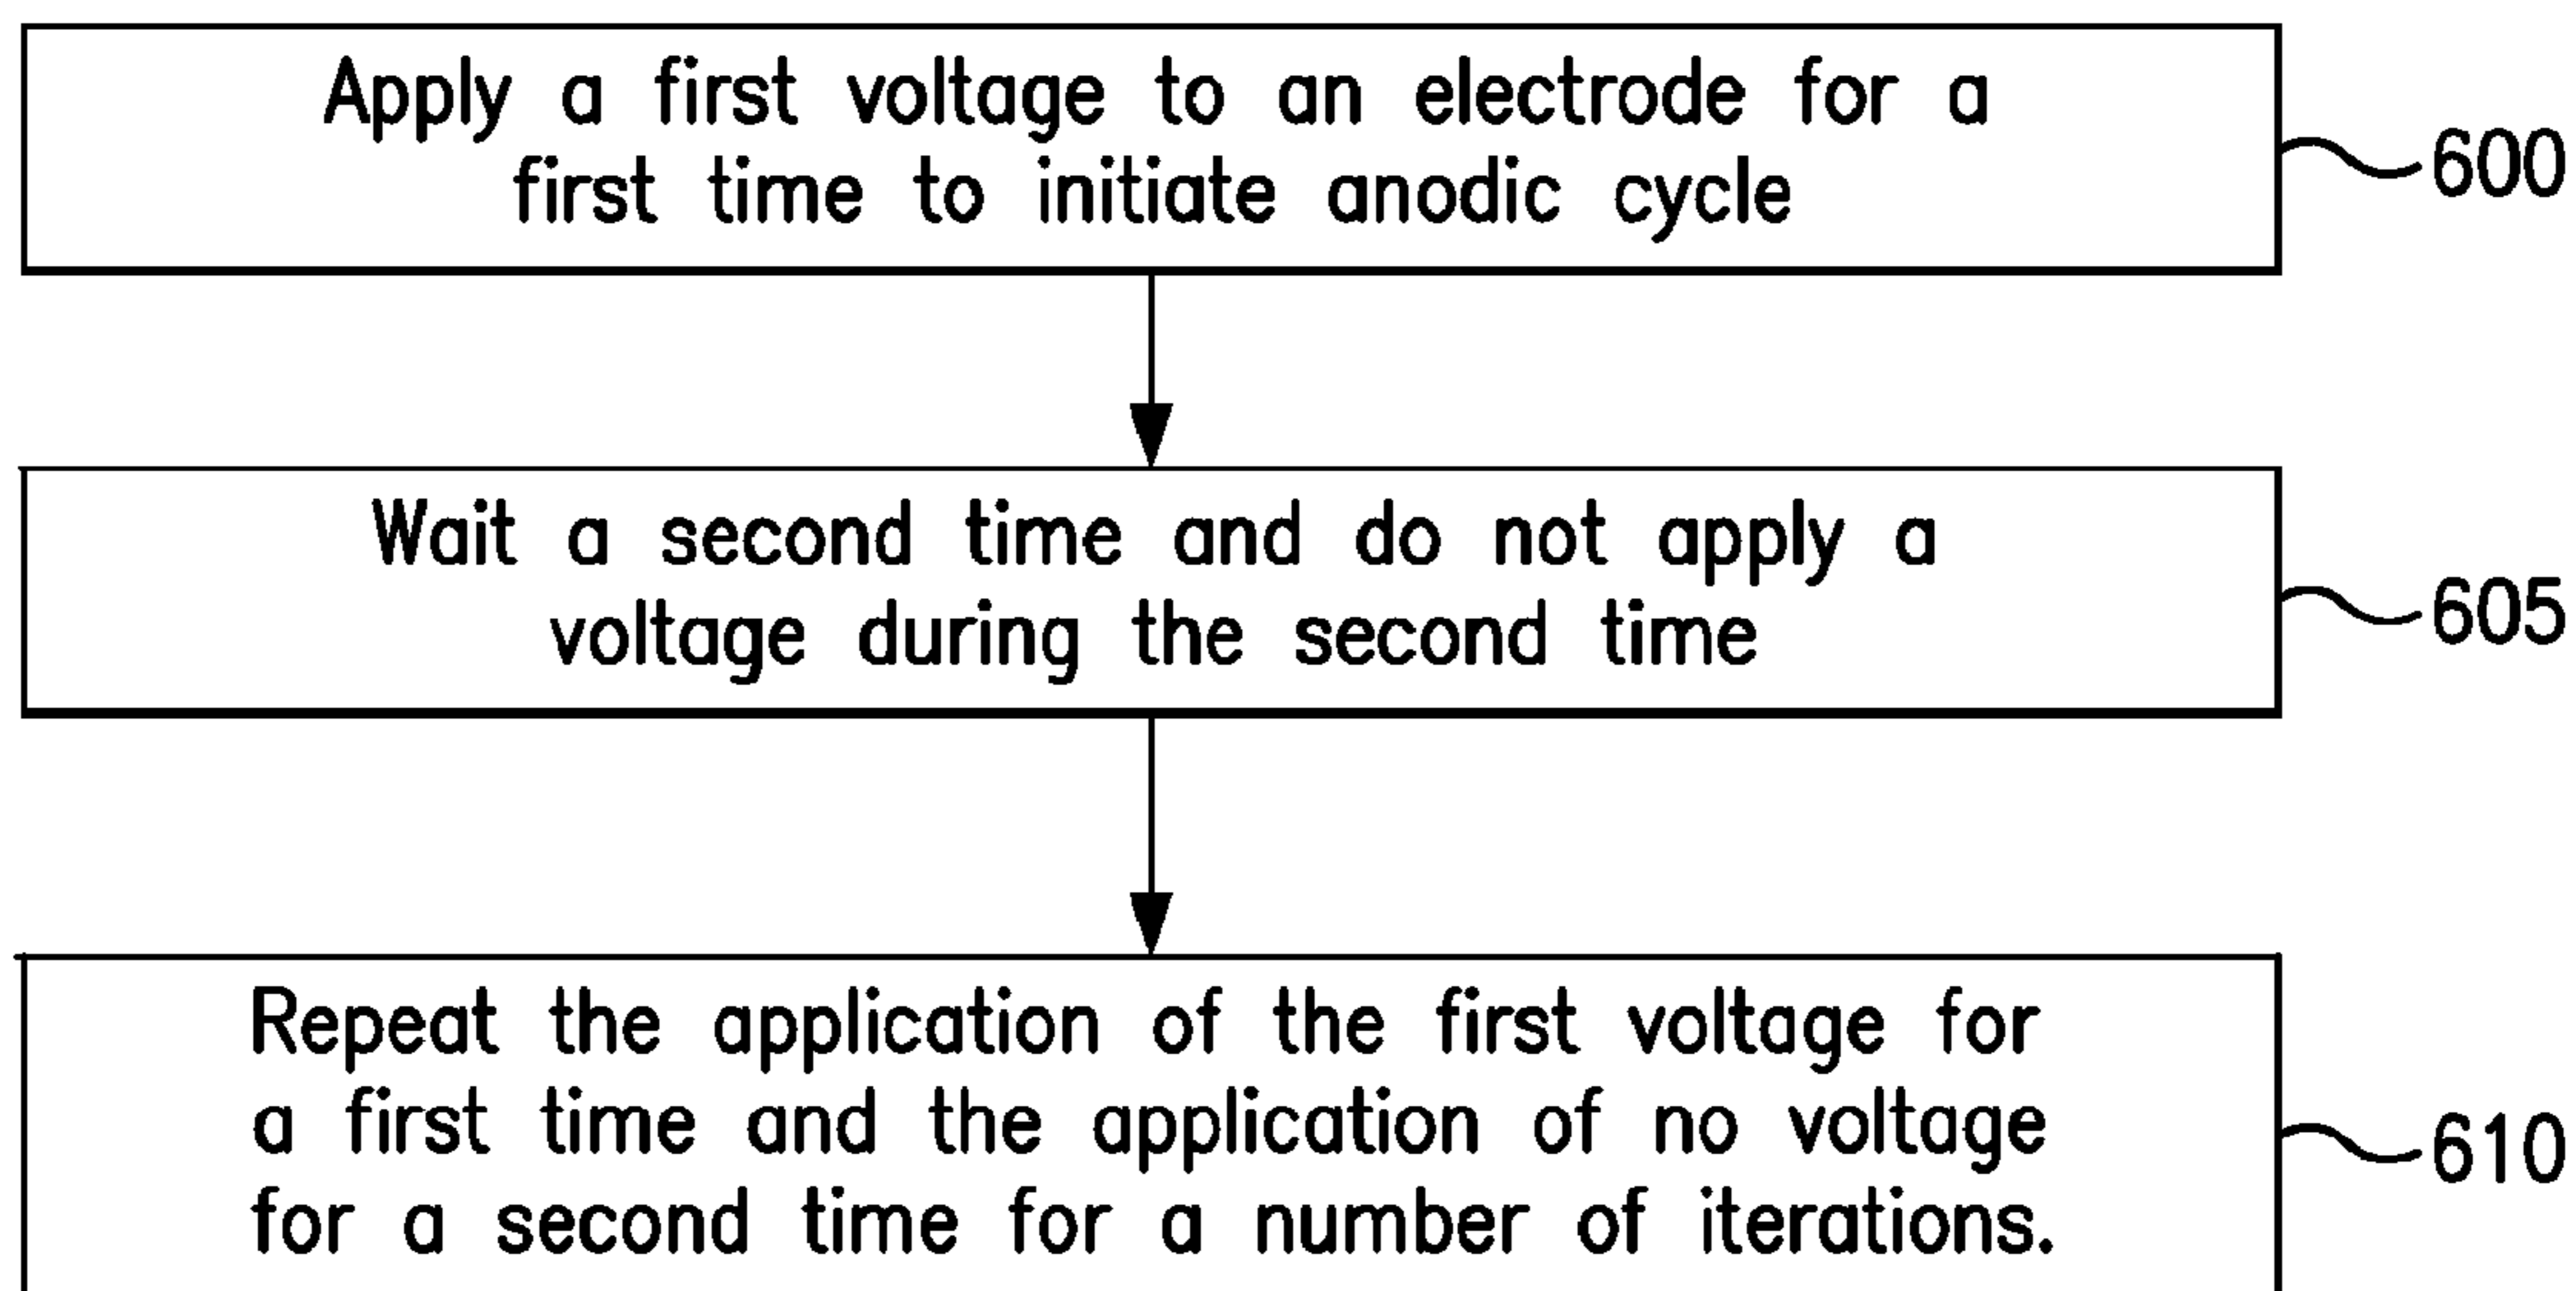 Apply a first voltage to an electrode for a
first time to initiate anodic cycle
600
Wait a second time and do not apply a
voltage during the second time
605
Repeat the application of the first voltage for
a first time and the application of no voltage
for a second time for a number of iterations.
610